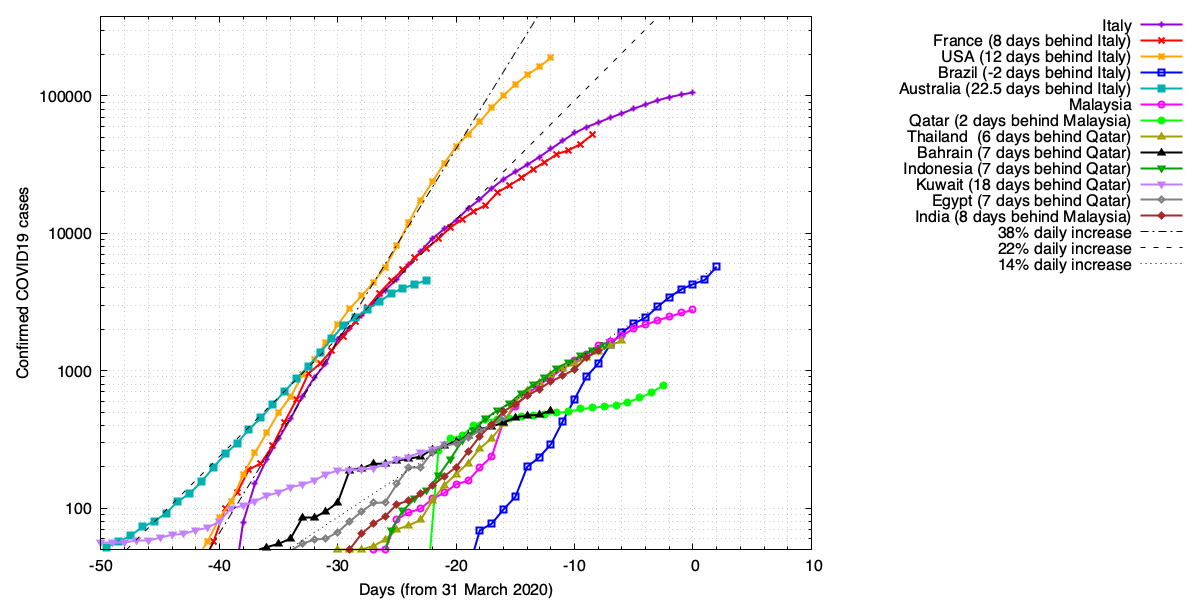 Confirmed COVID19 cases
100000
10000
1000
100
-50
-40
-30
-20
-10
0
10
Days (from 31 March 2020)
Italy
France (8 days behind Italy)
USA (12 days behind Italy)
Brazil (-2 days behind Italy)
Australia (22.5 days behind Italy)
Malaysia
Qatar (2 days behind Malaysia)
Thailand  (6 days behind Qatar)
Bahrain (7 days behind Qatar)
Indonesia (7 days behind Qatar)
Kuwait (18 days behind Qatar)
Egypt (7 days behind Qatar)
India (8 days behind Malaysia)
38% daily increase
22% daily increase
14% daily increase